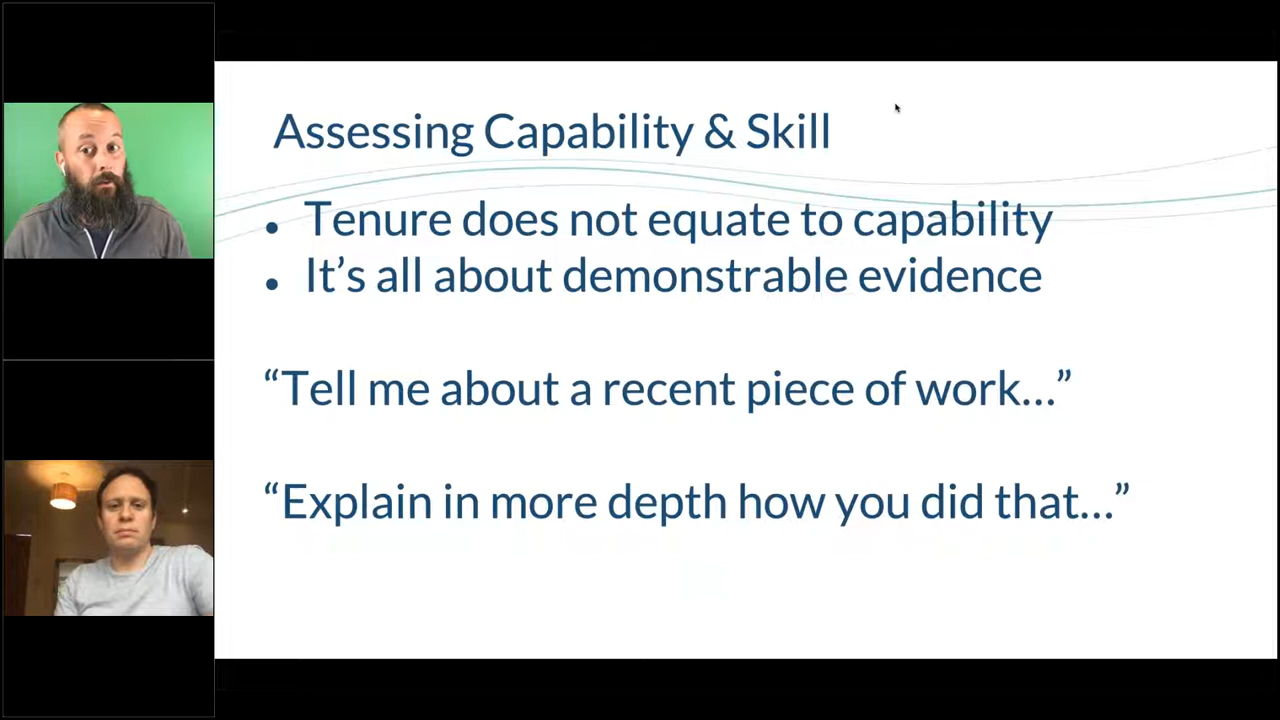 Assessing Capability & Skill
• Tenure does not equate to capability
• It’s all about demonstrable evidence
“Tell me about a recent piece of work...”
“Explain in more depth how you did that...”